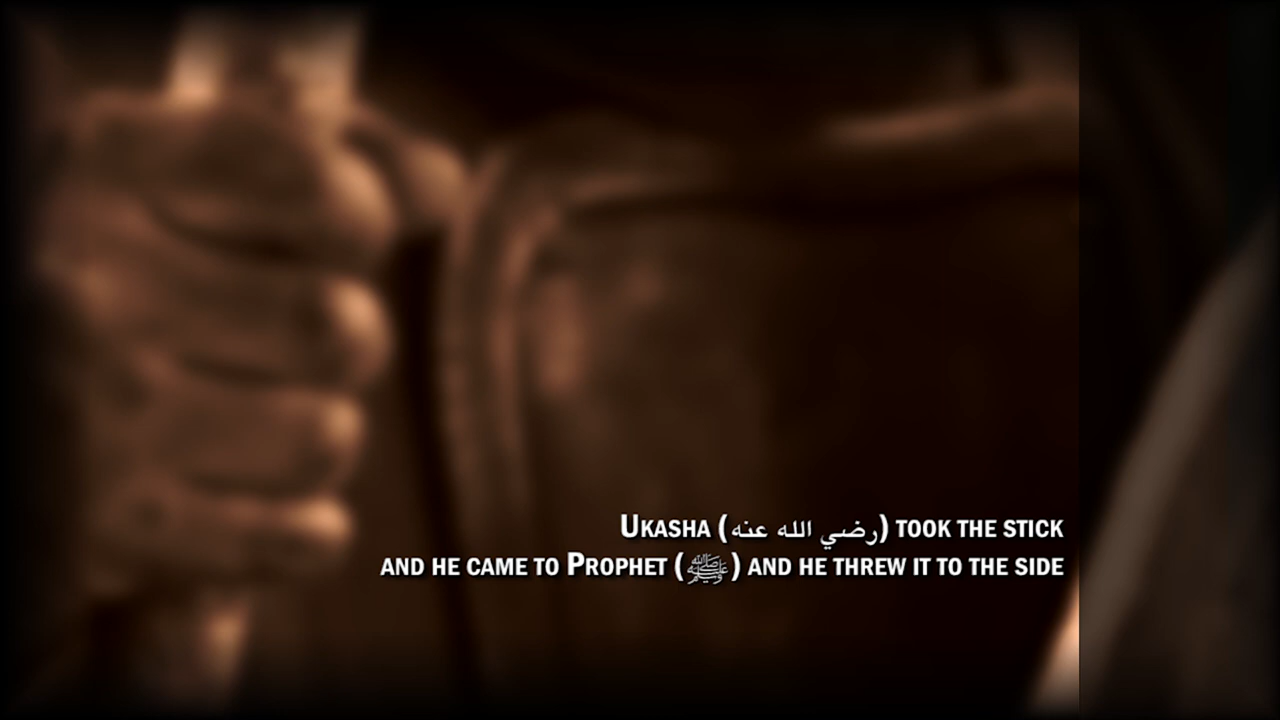 UKASHA (رضي الله عنه) TOOK THE STICK
AND HE CAME TO PROPHET (ﷺ) AND HE THREW IT TO THE SIDE